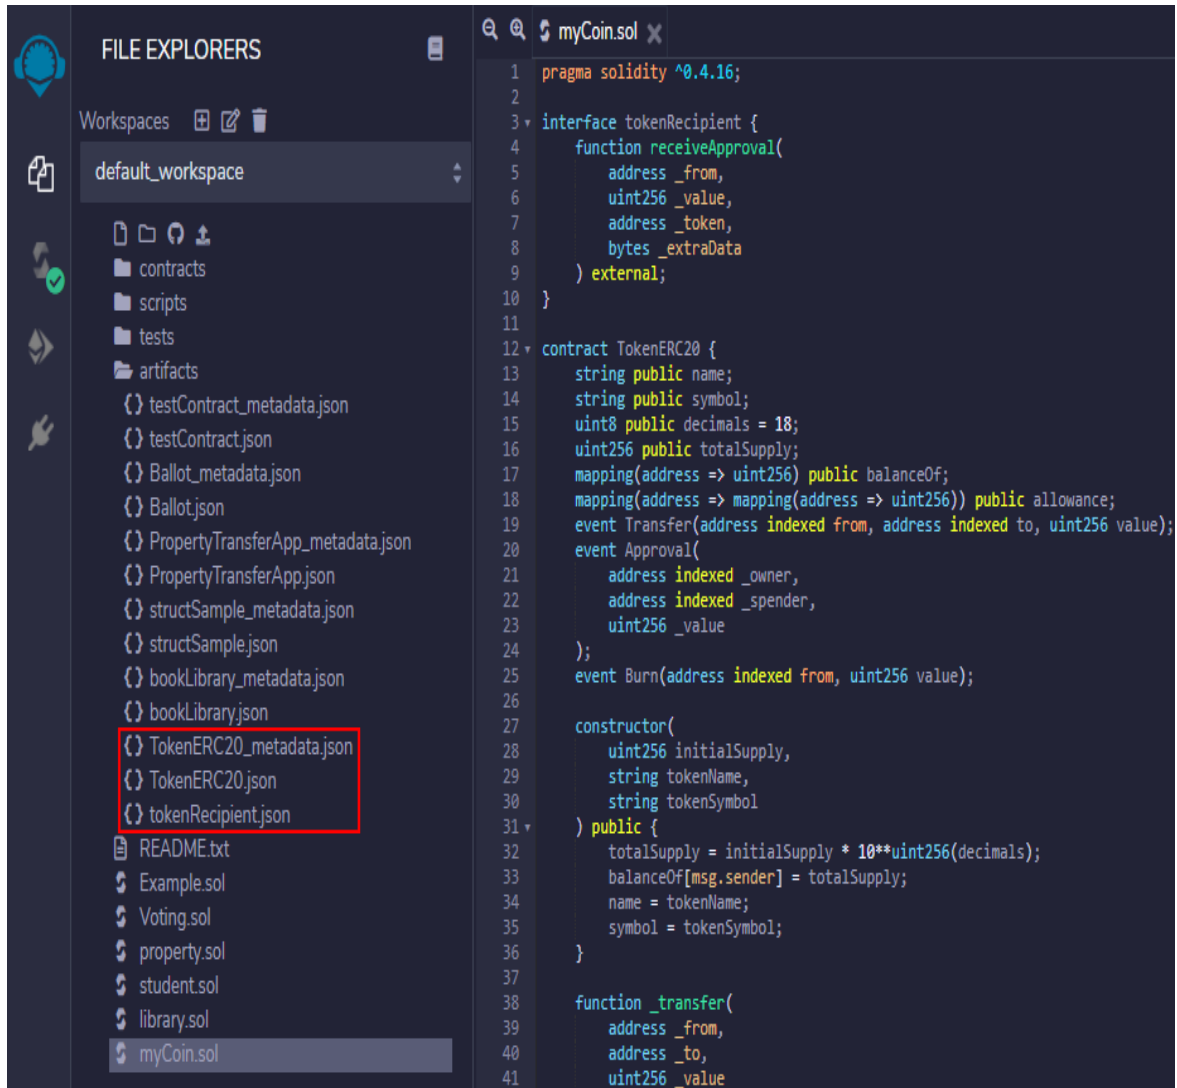 FILE EXPLORERS
Workspaces
default_workspace
contracts
scripts
tests
artifacts
{} testContract_metadata.json
{} testContract.json
{} Ballot_metadata.json
{} Ballot.json
{} PropertyTransferApp_metadata.json
{} PropertyTransferApp.json
{} structSample_metadata.json
{} structSample.json
{} bookLibrary_metadata.json
{} bookLibrary.json
{} TokenERC20_metadata.json
{} TokenERC20.json
{} tokenRecipient.json
README.txt
Example.sol
Voting.sol
property.sol
student.sol
library.sol
myCoin.sol
myCoin.sol
1 pragma solidity ^0.4.16;
2
3 interface tokenRecipient {
4 function receiveApproval(
5 address _from,
6 uint256 _value,
7 address _token,
8 bytes _extraData
9 ) external;
10 }
11
12 contract TokenERC20 {
13 string public name;
14 string public symbol;
15 uint8 public decimals = 18;
16 uint256 public totalSupply;
17 mapping(address => uint256) public balanceOf;
18 mapping(address => mapping(address => uint256)) public allowance;
19 event Transfer(address indexed from, address indexed to, uint256 value);
20 event Approval(
21 address indexed _owner,
22 address indexed _spender,
23 uint256 _value
24 );
25 event Burn(address indexed from, uint256 value);
26
27 constructor(
28 uint256 initialSupply,
29 string tokenName,
30 string tokenSymbol
31 ) public {
32 totalSupply = initialSupply * 10**uint256(decimals);
33 balanceOf[msg.sender] = totalSupply;
34 name = tokenName;
35 symbol = tokenSymbol;
36 }
37
38 function _transfer(
39 address _from,
40 address _to,
41 uint256 _value